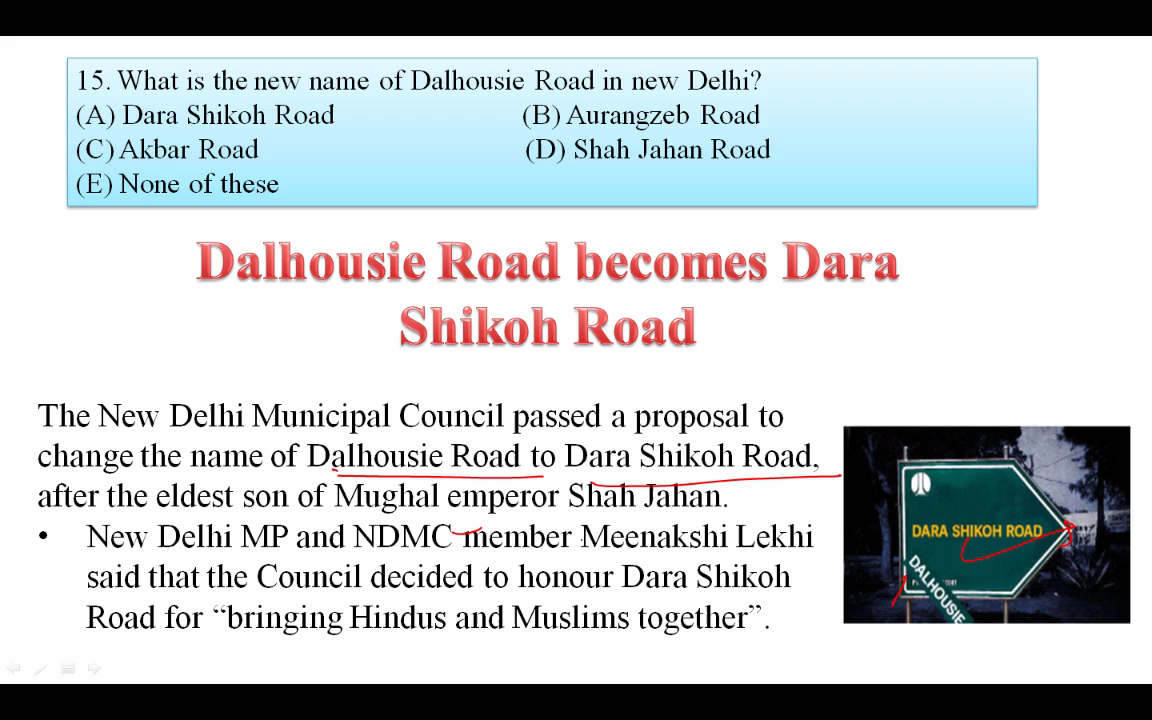 15. What is the new name of Dalhousie Road in new Delhi?
(A) Dara Shikoh Road (B) Aurangzeb Road
(C) Akbar Road (D) Shah Jahan Road
(E) None of these
Dalhousie Road becomes Dara
Shikoh Road
The New Delhi Municipal Council passed a proposal to
change the name of Dalhousie Road to Dara Shikoh Road,
after the eldest son of Mughal emperor Shah Jahan.
• New Delhi MP and NDMC member Meenakshi Lekhi
said that the Council decided to honour Dara Shikoh
Road for “bringing Hindus and Muslims together”.
DARA SHIKOH ROAD
DALHOUSIE